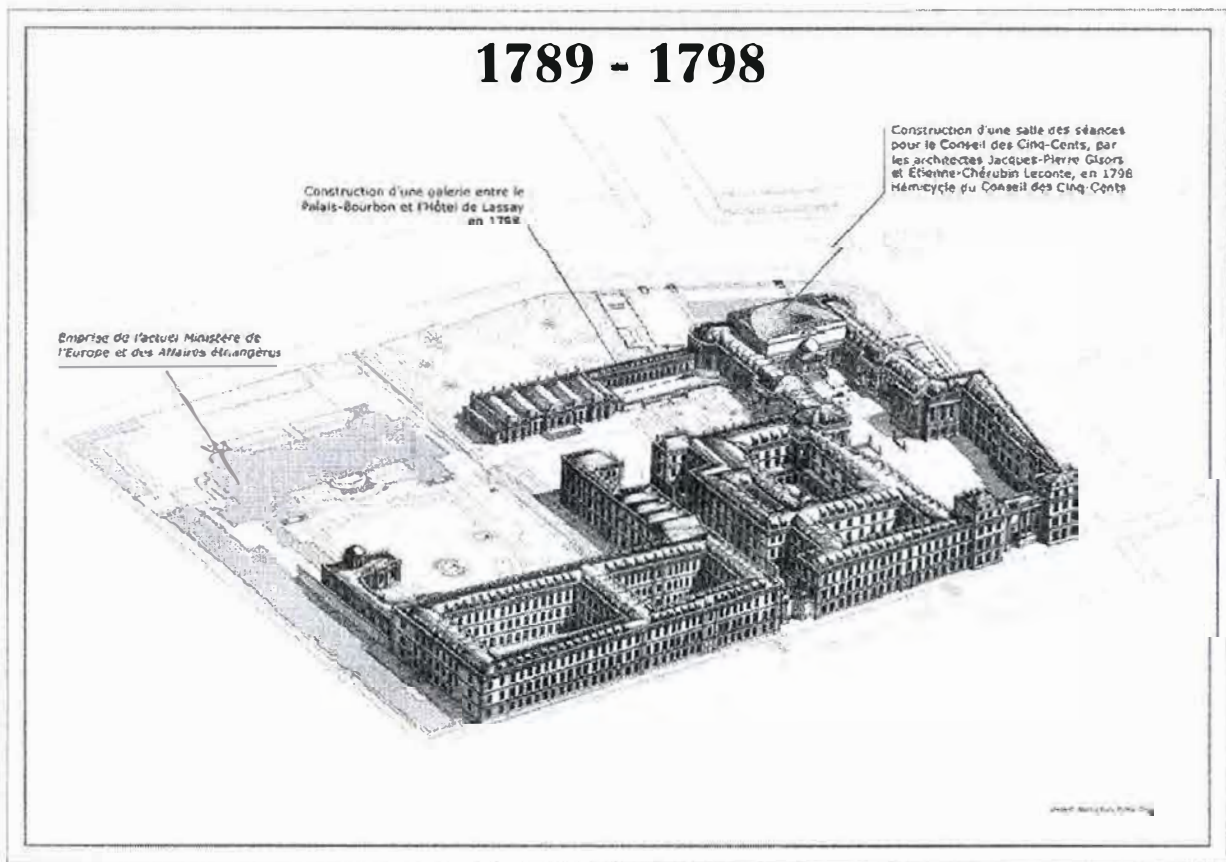 1789 - 1798
Construction d'une salle des séances
pour le Conseil des Cinq-Cents, par
les architectes Jacques-Pierre Gisors
et Étienne-Chérubin Leconte, en 1798
Hémicycle du Conseil des Cinq-Cents
Construction d'une galerie entre le
Palais-Bourbon et l'Hôtel de Lassay
en 1798
Emprise de l'actuel Ministère de
l'Europe et des Affaires étrangères